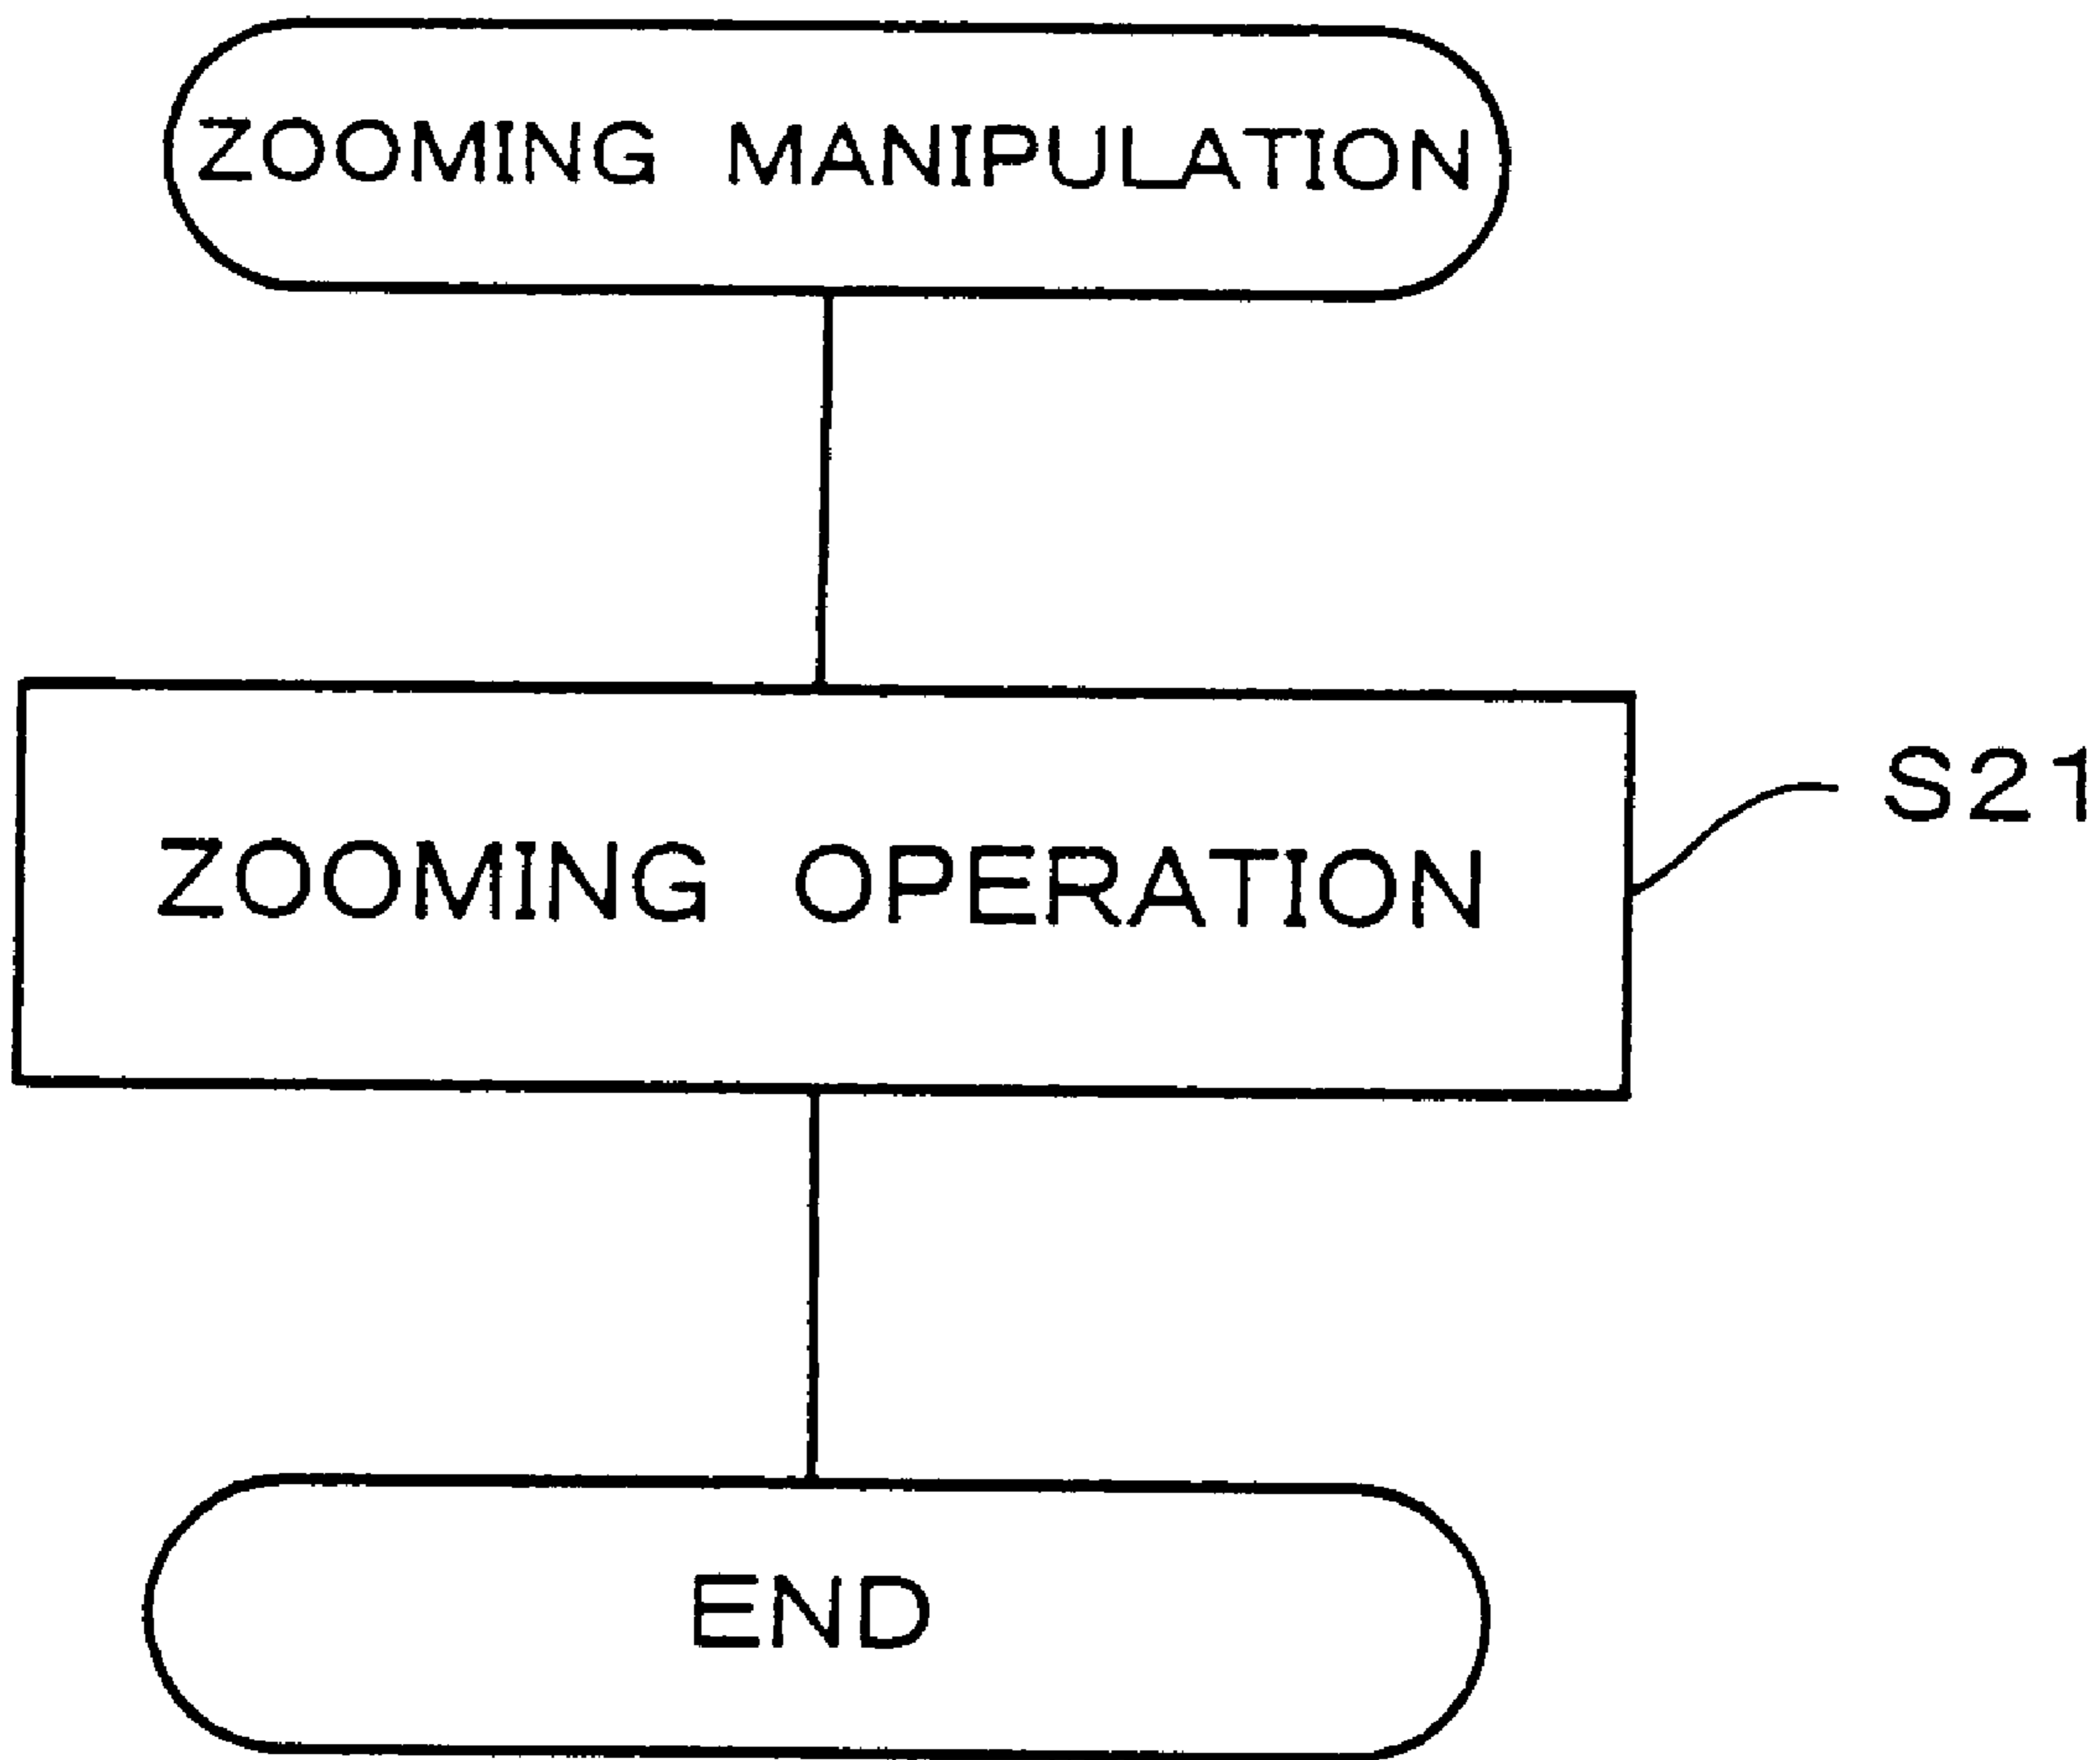 ZOOMING MANIPULATION
S21
ZOOMING OPERATION
END